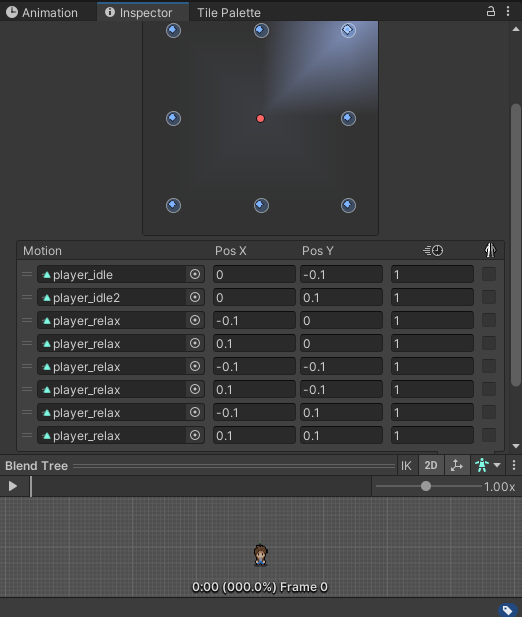 Animation Inspector Tile Palette
Motion Pos X Pos Y
player_idle 0 -0.1 1
player_idle2 0 0.1 1
player_relax -0.1 0 1
player_relax 0.1 0 1
player_relax -0.1 -0.1 1
player_relax 0.1 -0.1 1
player_relax -0.1 0.1 1
player_relax 0.1 0.1 1
Blend Tree IK 2D
1.00x
0:00 (000.0%) Frame 0